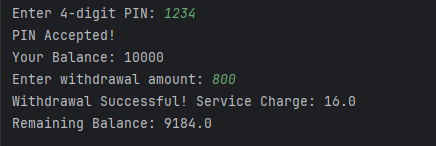 Enter 4-digit PIN: 1234
PIN Accepted!
Your Balance: 10000
Enter withdrawal amount: 800
Withdrawal Successful! Service Charge: 16.0
Remaining Balance: 9184.0